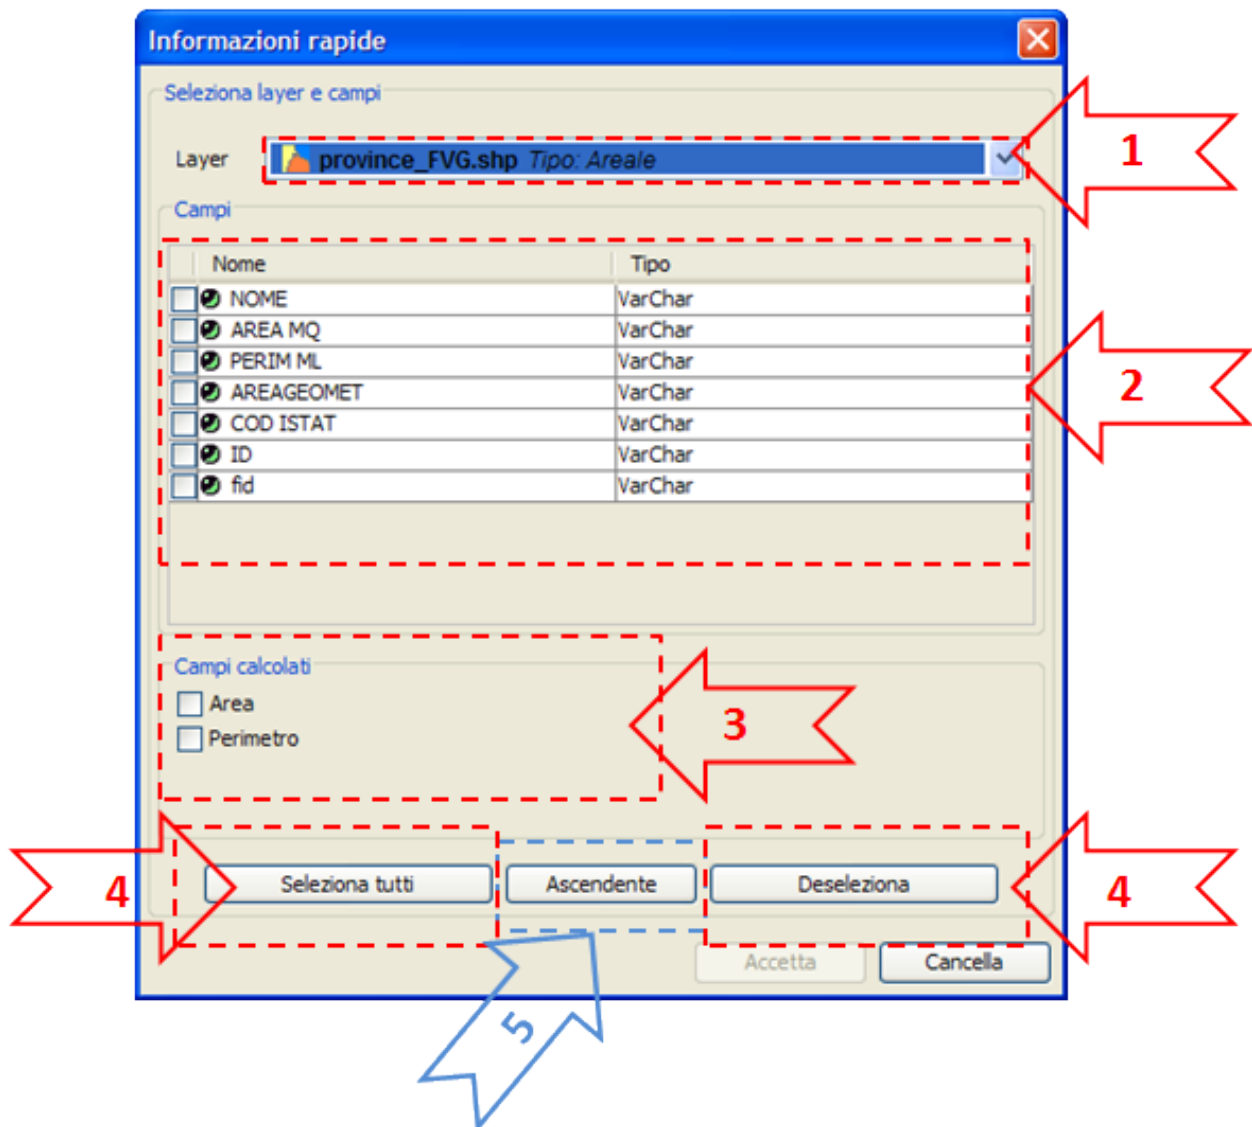 Informazioni rapide
Seleziona layer e campi
Layer province_FVG.shp Tipo: Areale 1
Campi
Nome Tipo
NOME VarChar
AREA MQ VarChar
PERIM ML VarChar
AREAGEOMET VarChar 2
COD ISTAT VarChar
ID VarChar
fid VarChar
Campi calcolati
Area
Perimetro
3
4 Seleziona tutti Ascendente Deseleziona 4
Accetta Cancella
5